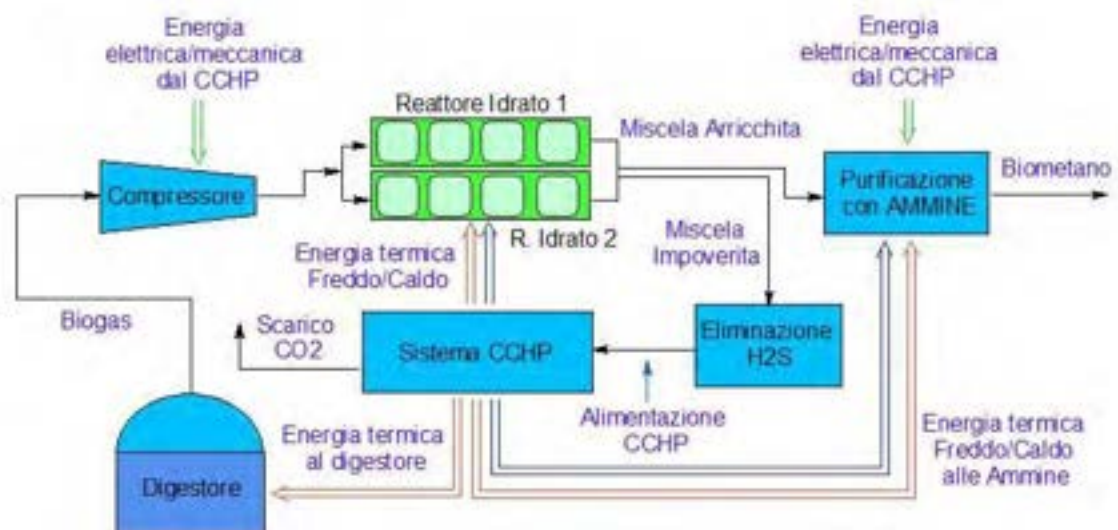 Energia
elettrica/meccanica
dal CCHP
Energia
elettrica/meccanica
dal CCHP
Reattore Idrato 1
Miscela Arricchita
Compressore
Purificazione
con AMMINE
Biometano
R. Idrato 2
Energia termica
Freddo/Caldo
Miscela
Impoverita
Biogas
Scarico
CO2
Sistema CCHP
Eliminazione
H2S
Alimentazione
CCHP
Energia termica
al digestore
Energia termica
Freddo/Caldo
alle Ammine
Digestore